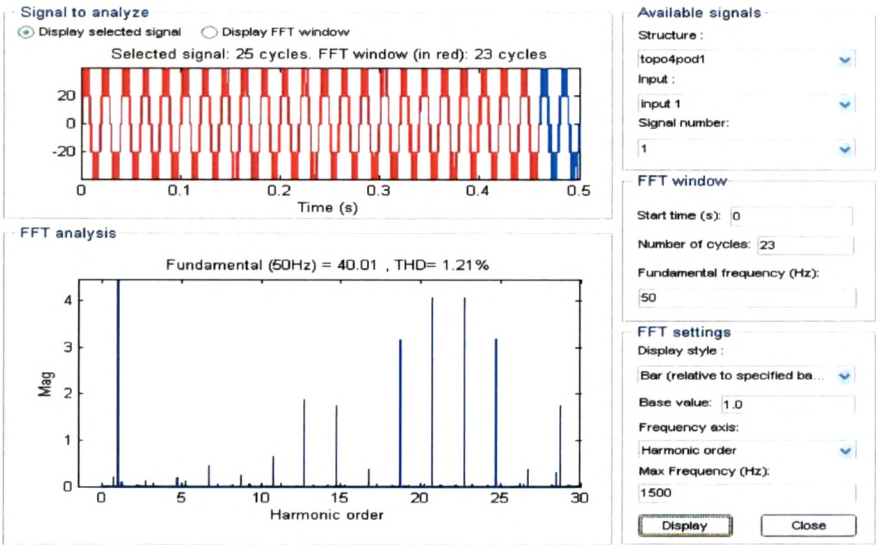 Signal to analyze
Display selected signal Display FFT window
Selected signal: 25 cycles. FFT window (in red): 23 cycles
20
0
-20
0 0.1 0.2 0.3 0.4 0.5
Time (s)
FFT analysis
Fundamental (50Hz) = 40.01 , THD= 1.21%
Mag
4
3
2
1
0
0 5 10 15 20 25 30
Harmonic order
Available signals
Structure :
topo4pod1
Input :
input 1
Signal number:
1
FFT window
Start time (s): 0
Number of cycles: 23
Fundamental frequency (Hz):
50
FFT settings
Display style :
Bar (relative to specified ba...
Base value: 1.0
Frequency axis:
Harmonic order
Max Frequency (Hz):
1500
Display Close